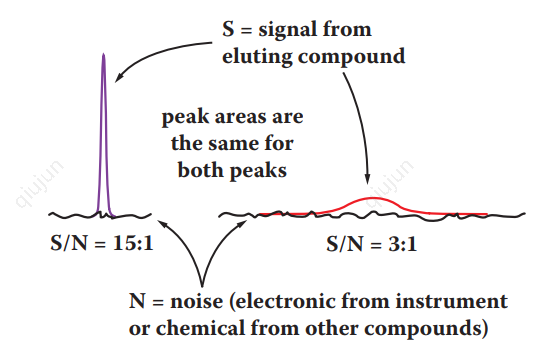 S = signal from
eluting compound
peak areas are
the same for
both peaks
qiujun
qiujun
S/N = 15:1
S/N = 3:1
N = noise (electronic from instrument
or chemical from other compounds)